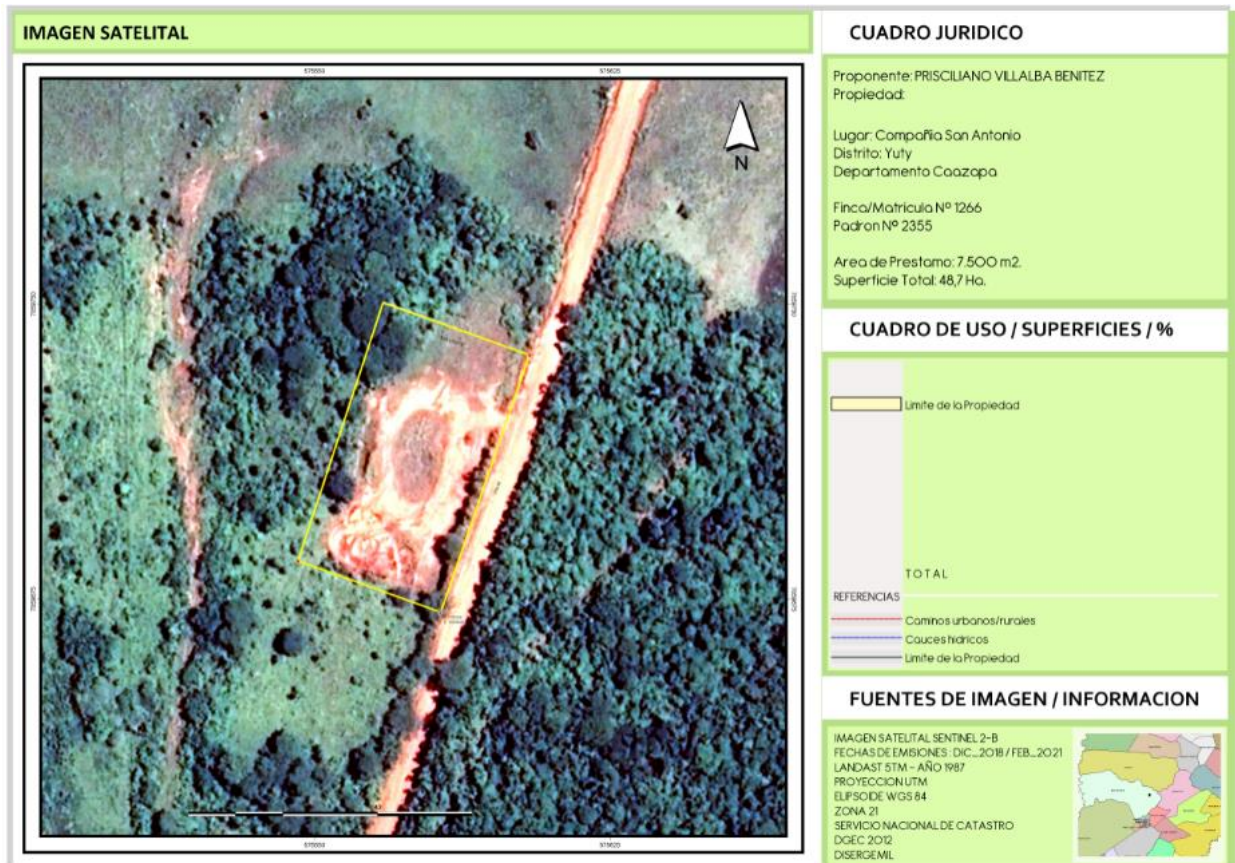 IMAGEN SATELITAL
N
CUADRO JURIDICO
Proponente: PRISCILIANO VILLALBA BENITEZ
Propiedad:
Lugar: Compañia San Antonio
Distrito: Yuty
Departamento Caazapa
Finca/Matricula Nº 1266
Padron Nº 2355
Area de Prestamo: 7.500 m2.
Superficie Total: 48,7 Ha.
CUADRO DE USO / SUPERFICIES / %
Limite de la Propiedad
TOTAL
REFERENCIAS
Caminos urbanos/rurales
Cauces hidricos
Limite de la Propiedad
FUENTES DE IMAGEN / INFORMACION
IMAGEN SATELITAL SENTINEL 2-B
FECHAS DE EMISIONES : DIC_2018 / FEB_2021
LANDAST 5TM - AÑO 1987
PROYECCION UTM
ELIPSOIDE WGS 84
ZONA 21
SERVICIO NACIONAL DE CATASTRO
DGEC 2012
DISERGEMIL